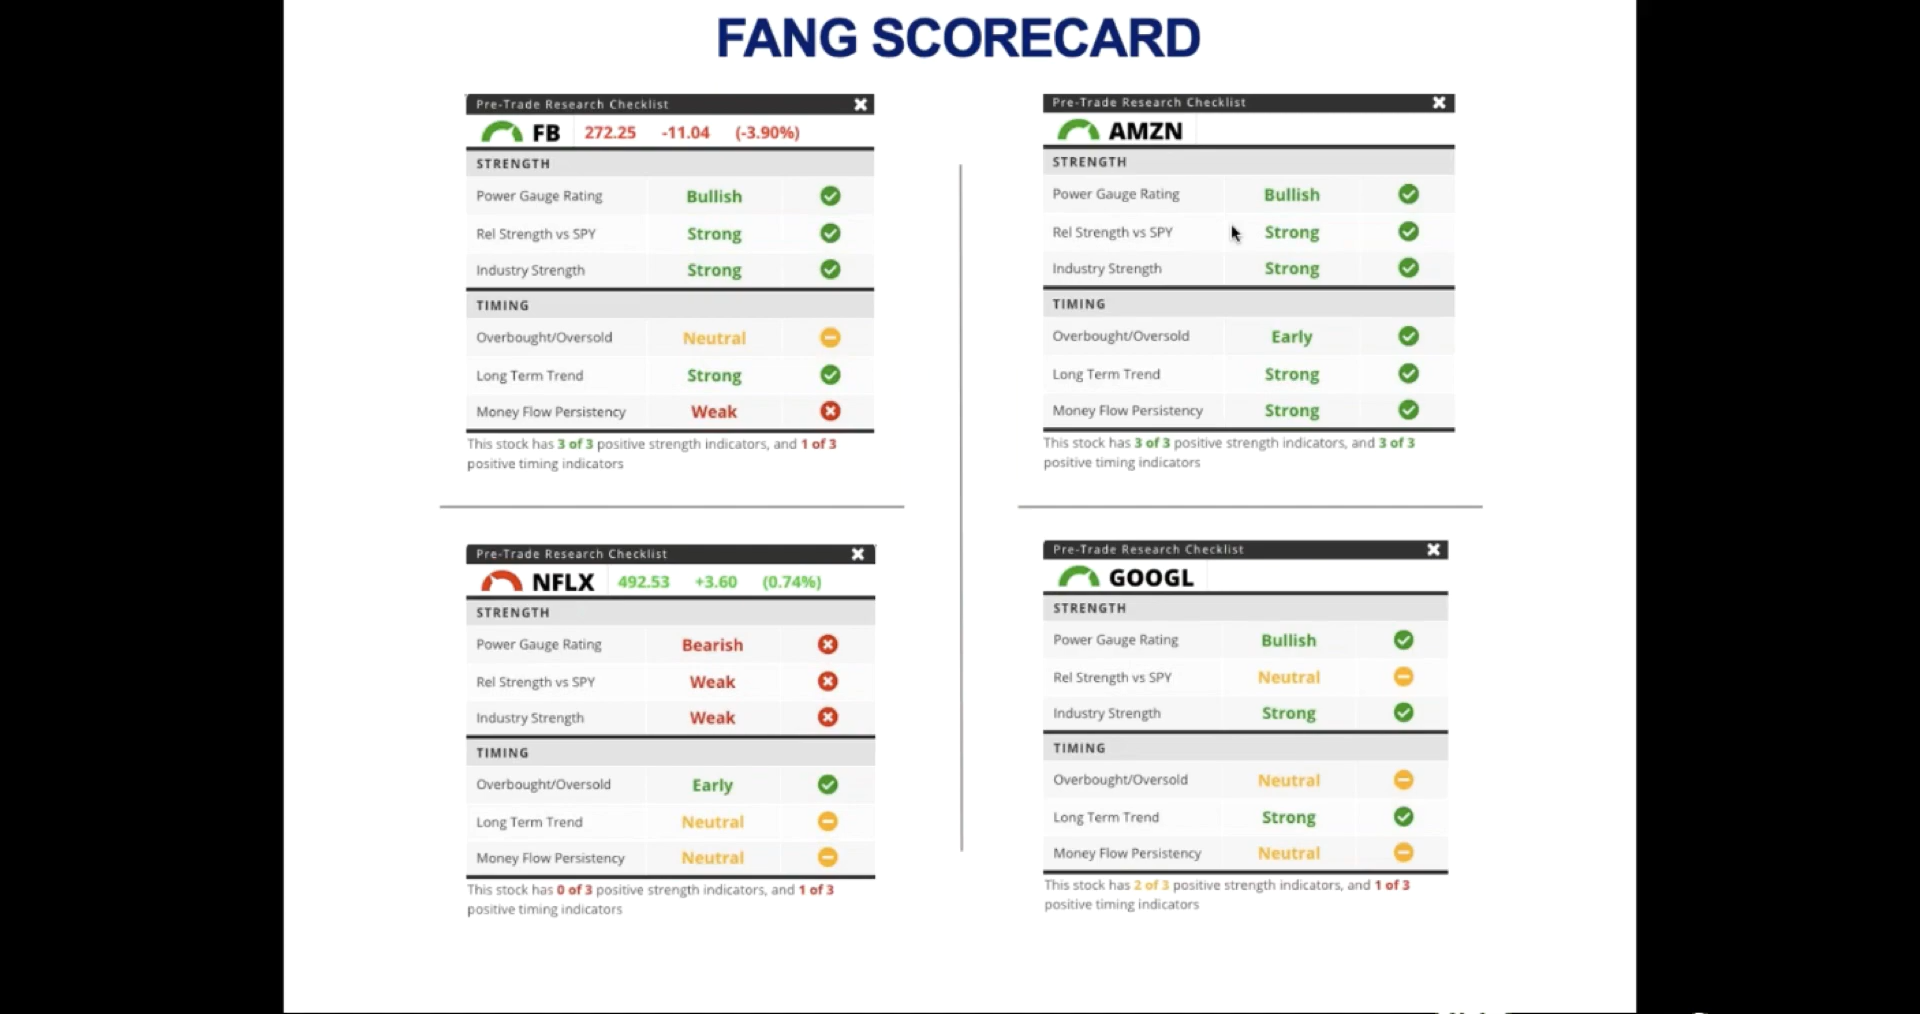 FANG SCORECARD
Pre-Trade Research Checklist
FB 272.25 -11.04 (-3.90%)
STRENGTH
Power Gauge Rating Bullish
Rel Strength vs SPY Strong
Industry Strength Strong
TIMING
Overbought/Oversold Neutral
Long Term Trend Strong
Money Flow Persistency Weak
This stock has 3 of 3 positive strength indicators, and 1 of 3
positive timing indicators
Pre-Trade Research Checklist
AMZN
STRENGTH
Power Gauge Rating Bullish
Rel Strength vs SPY Strong
Industry Strength Strong
TIMING
Overbought/Oversold Early
Long Term Trend Strong
Money Flow Persistency Strong
This stock has 3 of 3 positive strength indicators, and 3 of 3
positive timing indicators
Pre-Trade Research Checklist
NFLX 492.53 +3.60 (0.74%)
STRENGTH
Power Gauge Rating Bearish
Rel Strength vs SPY Weak
Industry Strength Weak
TIMING
Overbought/Oversold Early
Long Term Trend Neutral
Money Flow Persistency Neutral
This stock has 0 of 3 positive strength indicators, and 1 of 3
positive timing indicators
Pre-Trade Research Checklist
GOOGL
STRENGTH
Power Gauge Rating Bullish
Rel Strength vs SPY Neutral
Industry Strength Strong
TIMING
Overbought/Oversold Neutral
Long Term Trend Strong
Money Flow Persistency Neutral
This stock has 2 of 3 positive strength indicators, and 1 of 3
positive timing indicators